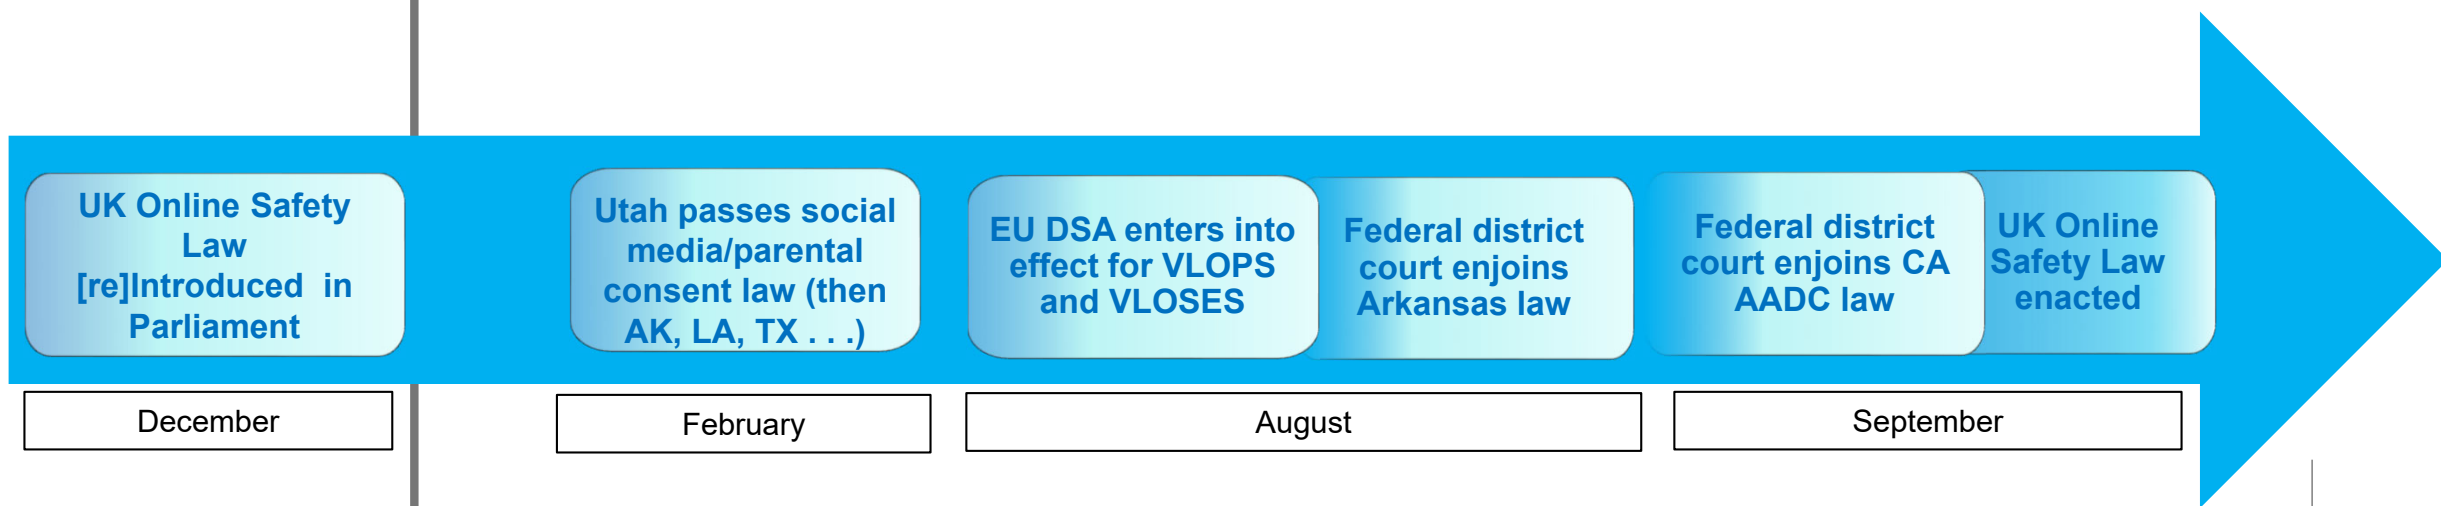 UK Online Safety
Law
[re]Introduced in
Parliament
Utah passes social
media/parental
consent law (then
AK, LA, TX . . .)
EU DSA enters into
effect for VLOPS
and VLOSES
Federal district
court enjoins
Arkansas law
Federal district
court enjoins CA
AADC law
UK Online
Safety Law
enacted
December
February
August
September